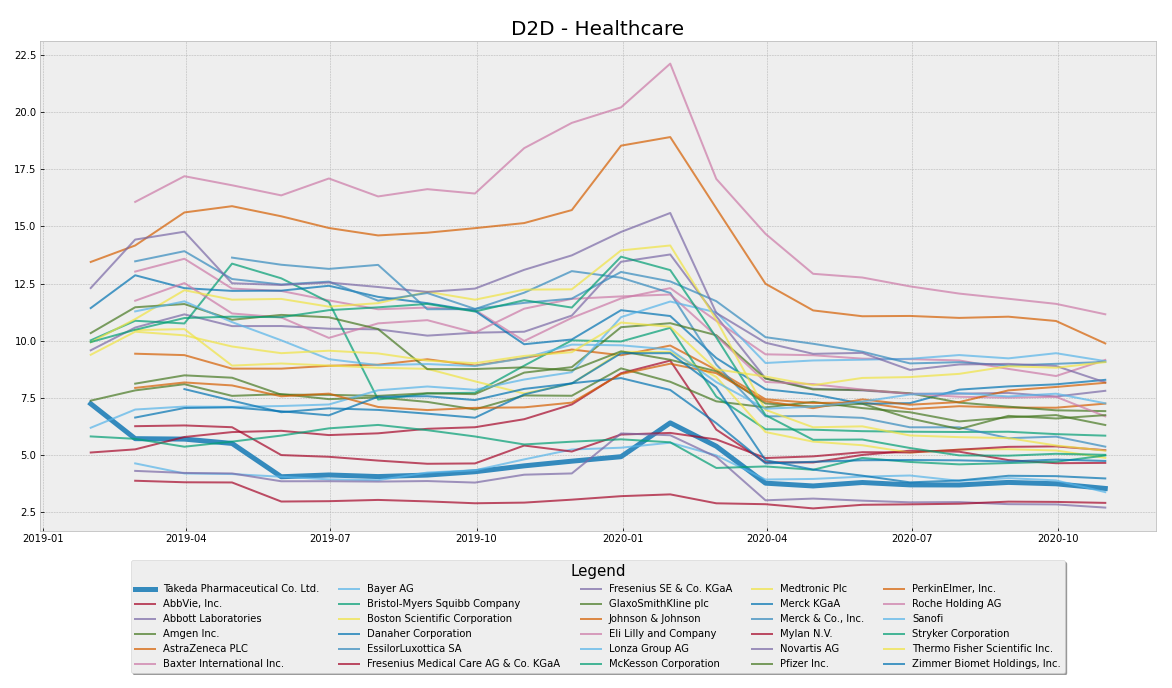 D2D - Healthcare
22.5
20.0
17.5
15.0
12.5
10.0
7.5
5.0
2.5
2019-01 2019-04 2019-07 2019-10 2020-01 2020-04 2020-07 2020-10
Legend
Takeda Pharmaceutical Co. Ltd. Bayer AG Fresenius SE & Co. KGaA Medtronic Plc PerkinElmer, Inc.
AbbVie, Inc. Bristol-Myers Squibb Company GlaxoSmithKline plc Merck KGaA Roche Holding AG
Abbott Laboratories Boston Scientific Corporation Johnson & Johnson Merck & Co., Inc. Sanofi
Amgen Inc. Danaher Corporation Eli Lilly and Company Mylan N.V. Stryker Corporation
AstraZeneca PLC EssilorLuxottica SA Lonza Group AG Novartis AG Thermo Fisher Scientific Inc.
Baxter International Inc. Fresenius Medical Care AG & Co. KGaA McKesson Corporation Pfizer Inc. Zimmer Biomet Holdings, Inc.